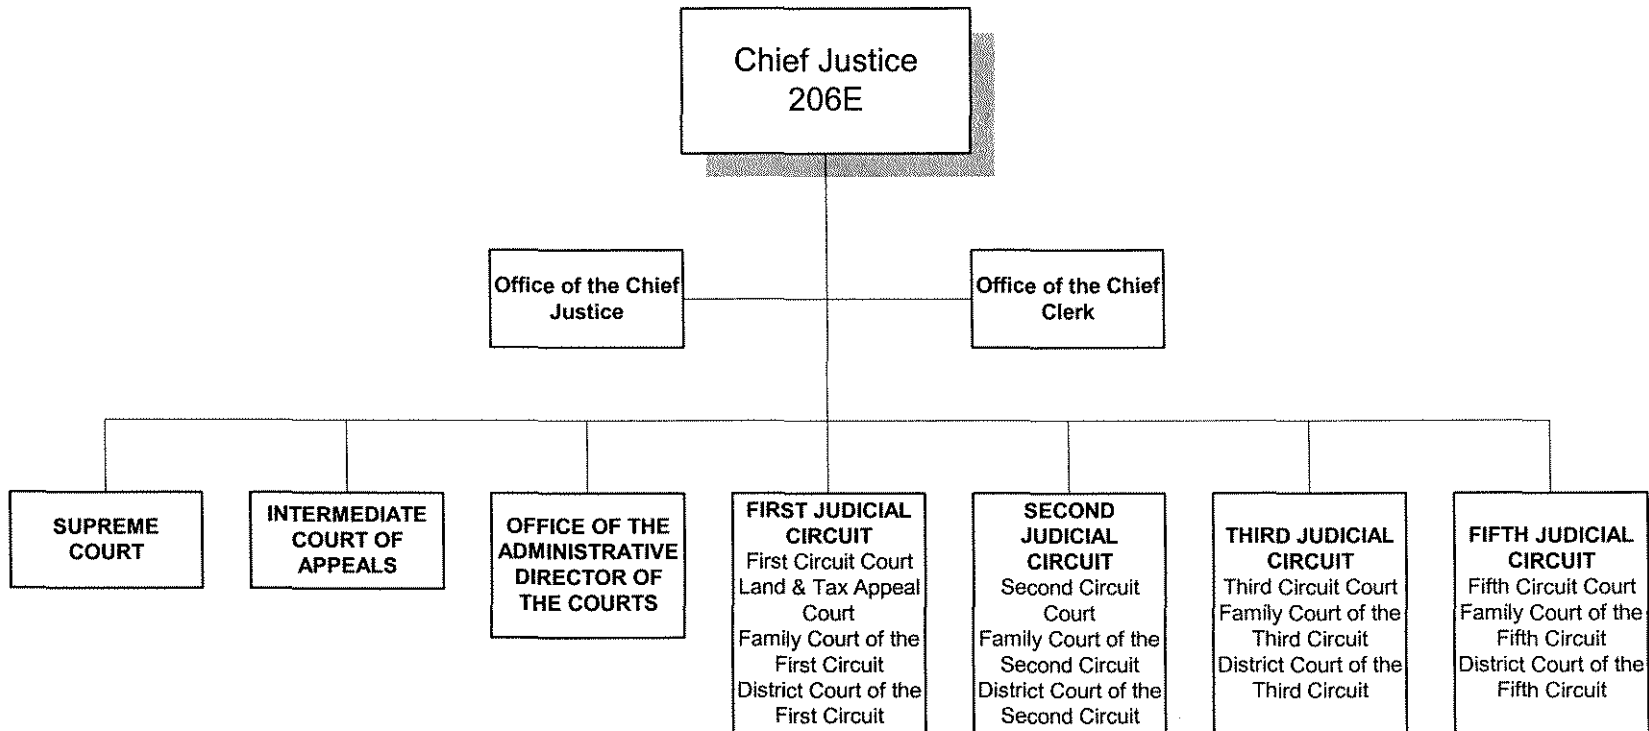 Chief Justice
206E
Office of the Chief
Justice
Office of the Chief
Clerk
SUPREME
COURT
INTERMEDIATE
COURT OF
APPEALS
OFFICE OF THE
ADMINISTRATIVE
DIRECTOR OF
THE COURTS
FIRST JUDICIAL
CIRCUIT
First Circuit Court
Land & Tax Appeal
Court
Family Court of the
First Circuit
District Court of the
First Circuit
SECOND
JUDICIAL
CIRCUIT
Second Circuit
Court
Family Court of the
Second Circuit
District Court of the
Second Circuit
THIRD JUDICIAL
CIRCUIT
Third Circuit Court
Family Court of the
Third Circuit
District Court of the
Third Circuit
FIFTH JUDICIAL
CIRCUIT
Fifth Circuit Court
Family Court of the
Fifth Circuit
District Court of the
Fifth Circuit